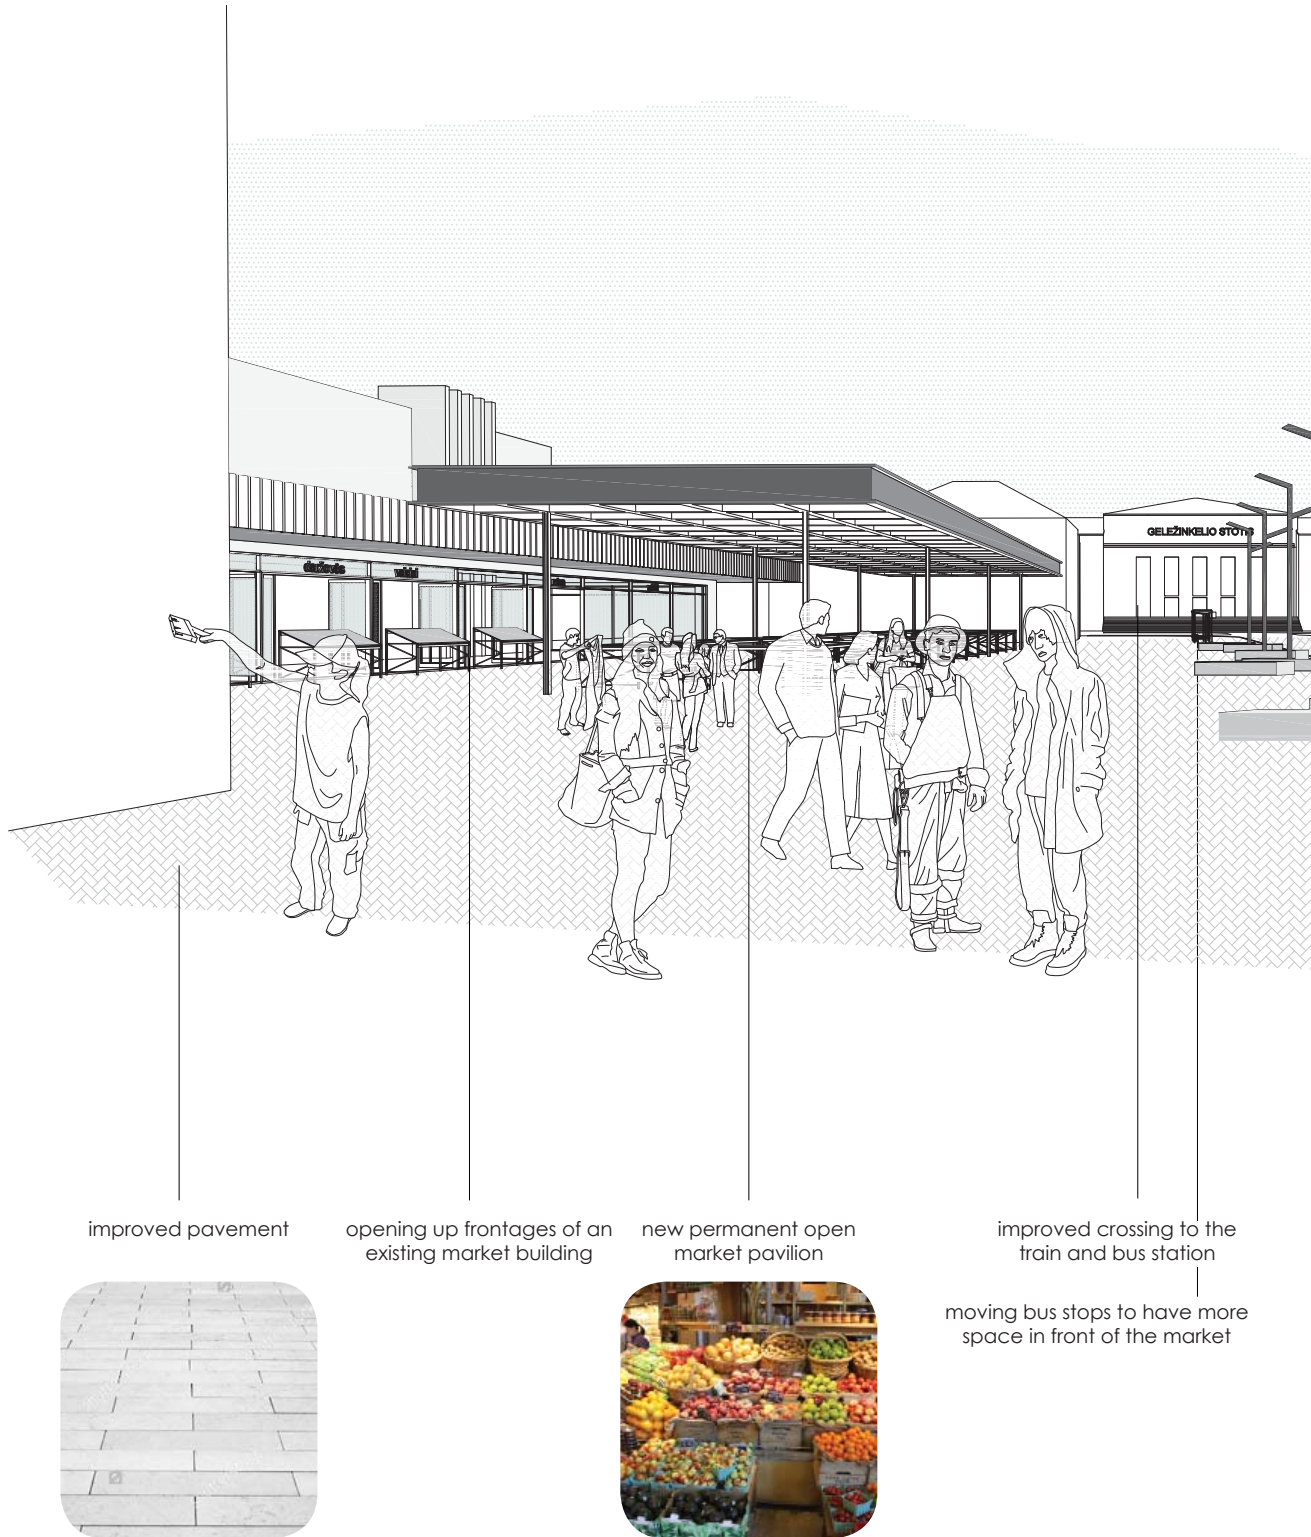 GELEŽINKELIO STOTIS
improved pavement
opening up frontages of an
existing market building
new permanent open
market pavilion
improved crossing to the
train and bus station
moving bus stops to have more
space in front of the market